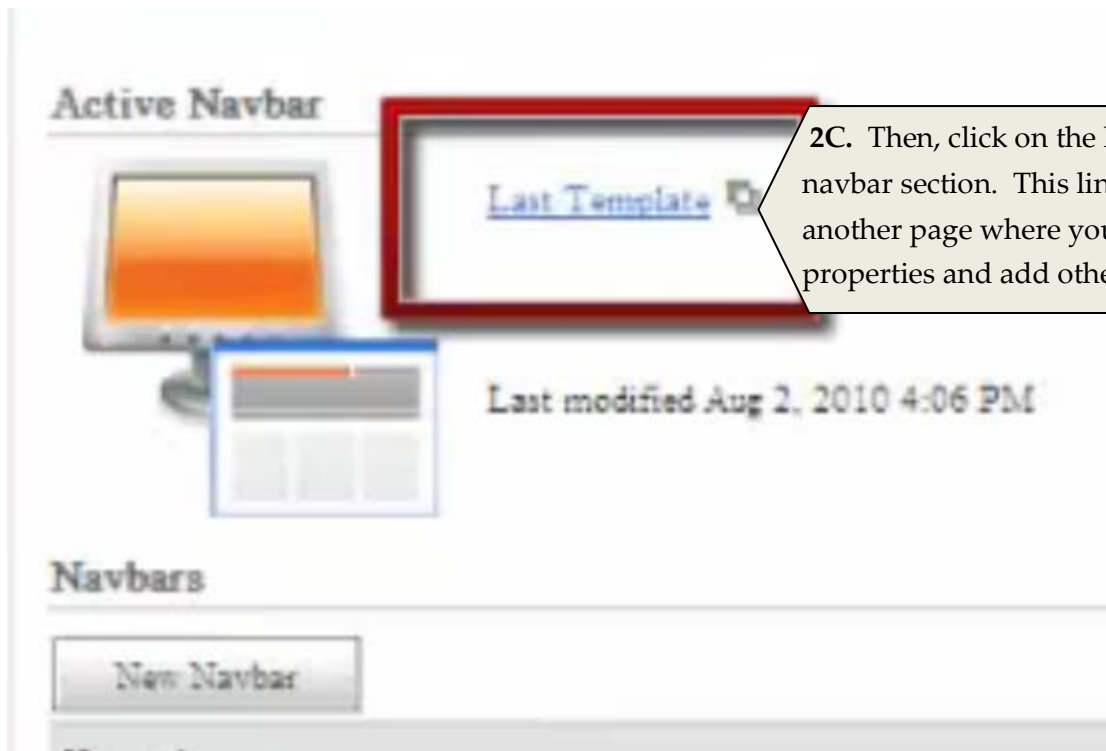 Active Navbar
Last Template
2C. Then, click on the
navbar section. This
another page where
properties and add
Last modified Aug 2, 2010 4:06 PM
Navbars
New Navbar